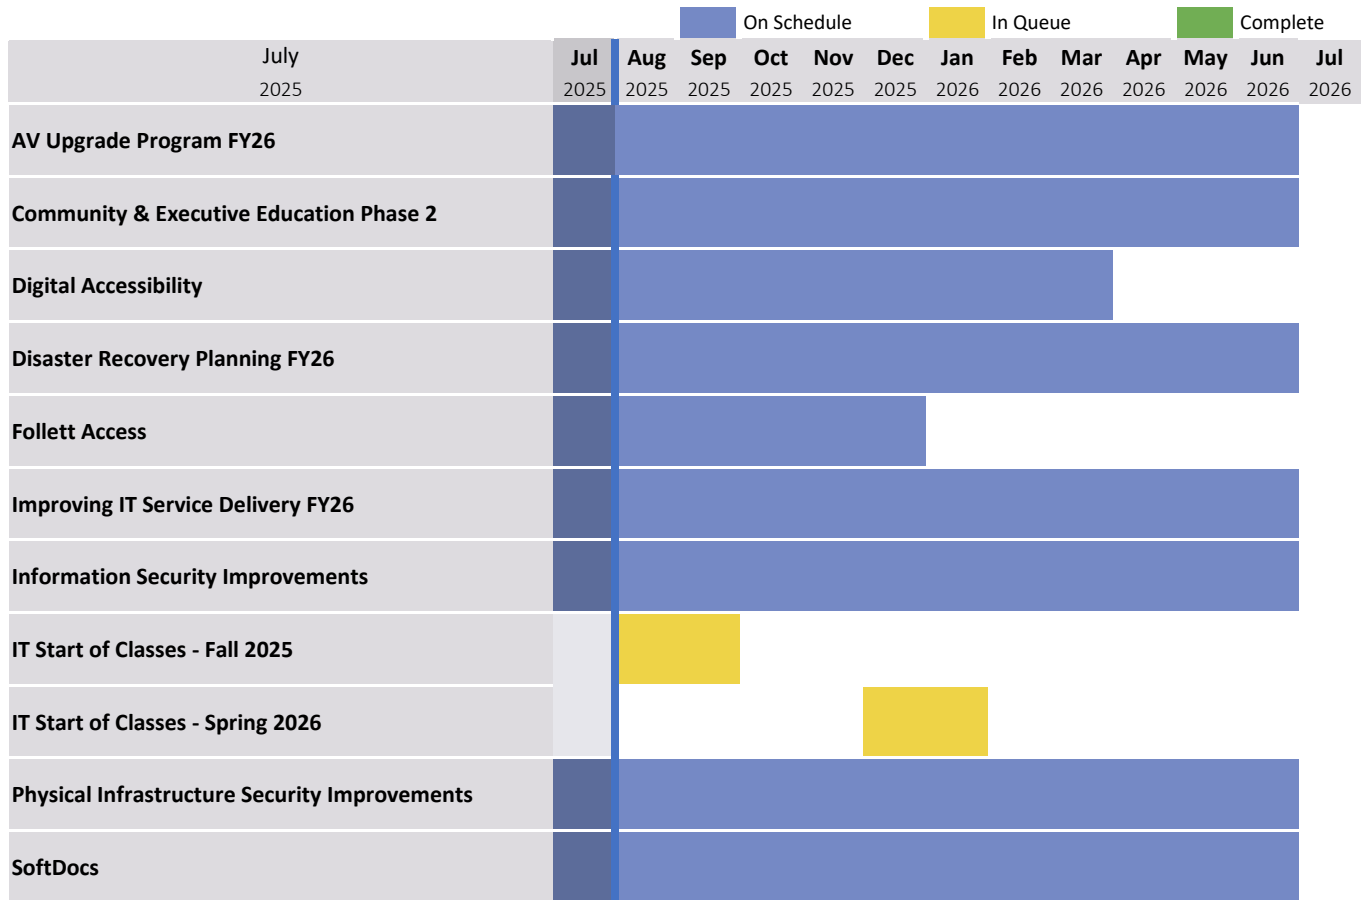 On Schedule In Queue Complete
July Jul Aug Sep Oct Nov Dec Jan Feb Mar Apr May Jun Jul
2025 2025 2025 2025 2025 2025 2025 2026 2026 2026 2026 2026 2026 2026
AV Upgrade Program FY26
Community & Executive Education Phase 2
Digital Accessibility
Disaster Recovery Planning FY26
Follett Access
Improving IT Service Delivery FY26
Information Security Improvements
IT Start of Classes - Fall 2025
IT Start of Classes - Spring 2026
Physical Infrastructure Security Improvements
SoftDocs